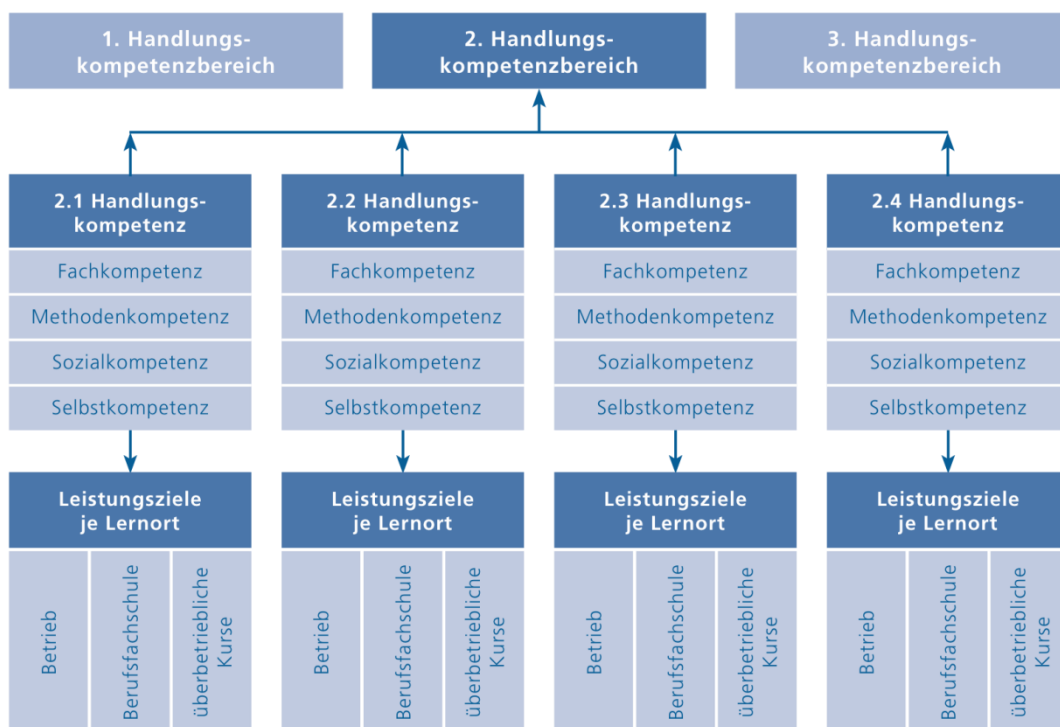 1. Handlungs-
kompetenzbereich
2. Handlungs-
kompetenzbereich
3. Handlungs-
kompetenzbereich
2.1 Handlungs-
kompetenz
Fachkompetenz
Methodenkompetenz
Sozialkompetenz
Selbstkompetenz
Leistungsziele
je Lernort
Betrieb
Berufsfachschule
überbetriebliche
Kurse
2.2 Handlungs-
kompetenz
Fachkompetenz
Methodenkompetenz
Sozialkompetenz
Selbstkompetenz
Leistungsziele
je Lernort
Betrieb
Berufsfachschule
überbetriebliche
Kurse
2.3 Handlungs-
kompetenz
Fachkompetenz
Methodenkompetenz
Sozialkompetenz
Selbstkompetenz
Leistungsziele
je Lernort
Betrieb
Berufsfachschule
überbetriebliche
Kurse
2.4 Handlungs-
kompetenz
Fachkompetenz
Methodenkompetenz
Sozialkompetenz
Selbstkompetenz
Leistungsziele
je Lernort
Betrieb
Berufsfachschule
überbetriebliche
Kurse